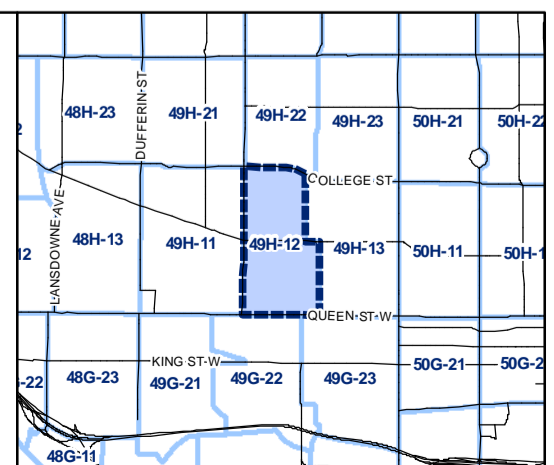 48H-23
DUFFERIN ST
49H-21
49H-22
49H-23
50H-21
50H-22
COLLEGE ST
LANSDOWNE AVE
12
48H-13
49H-11
49H-12
49H-13
50H-11
50H-1
QUEEN ST W
KING ST W
-22
48G-23
49G-21
49G-22
49G-23
50G-21
50G-2
48G-11